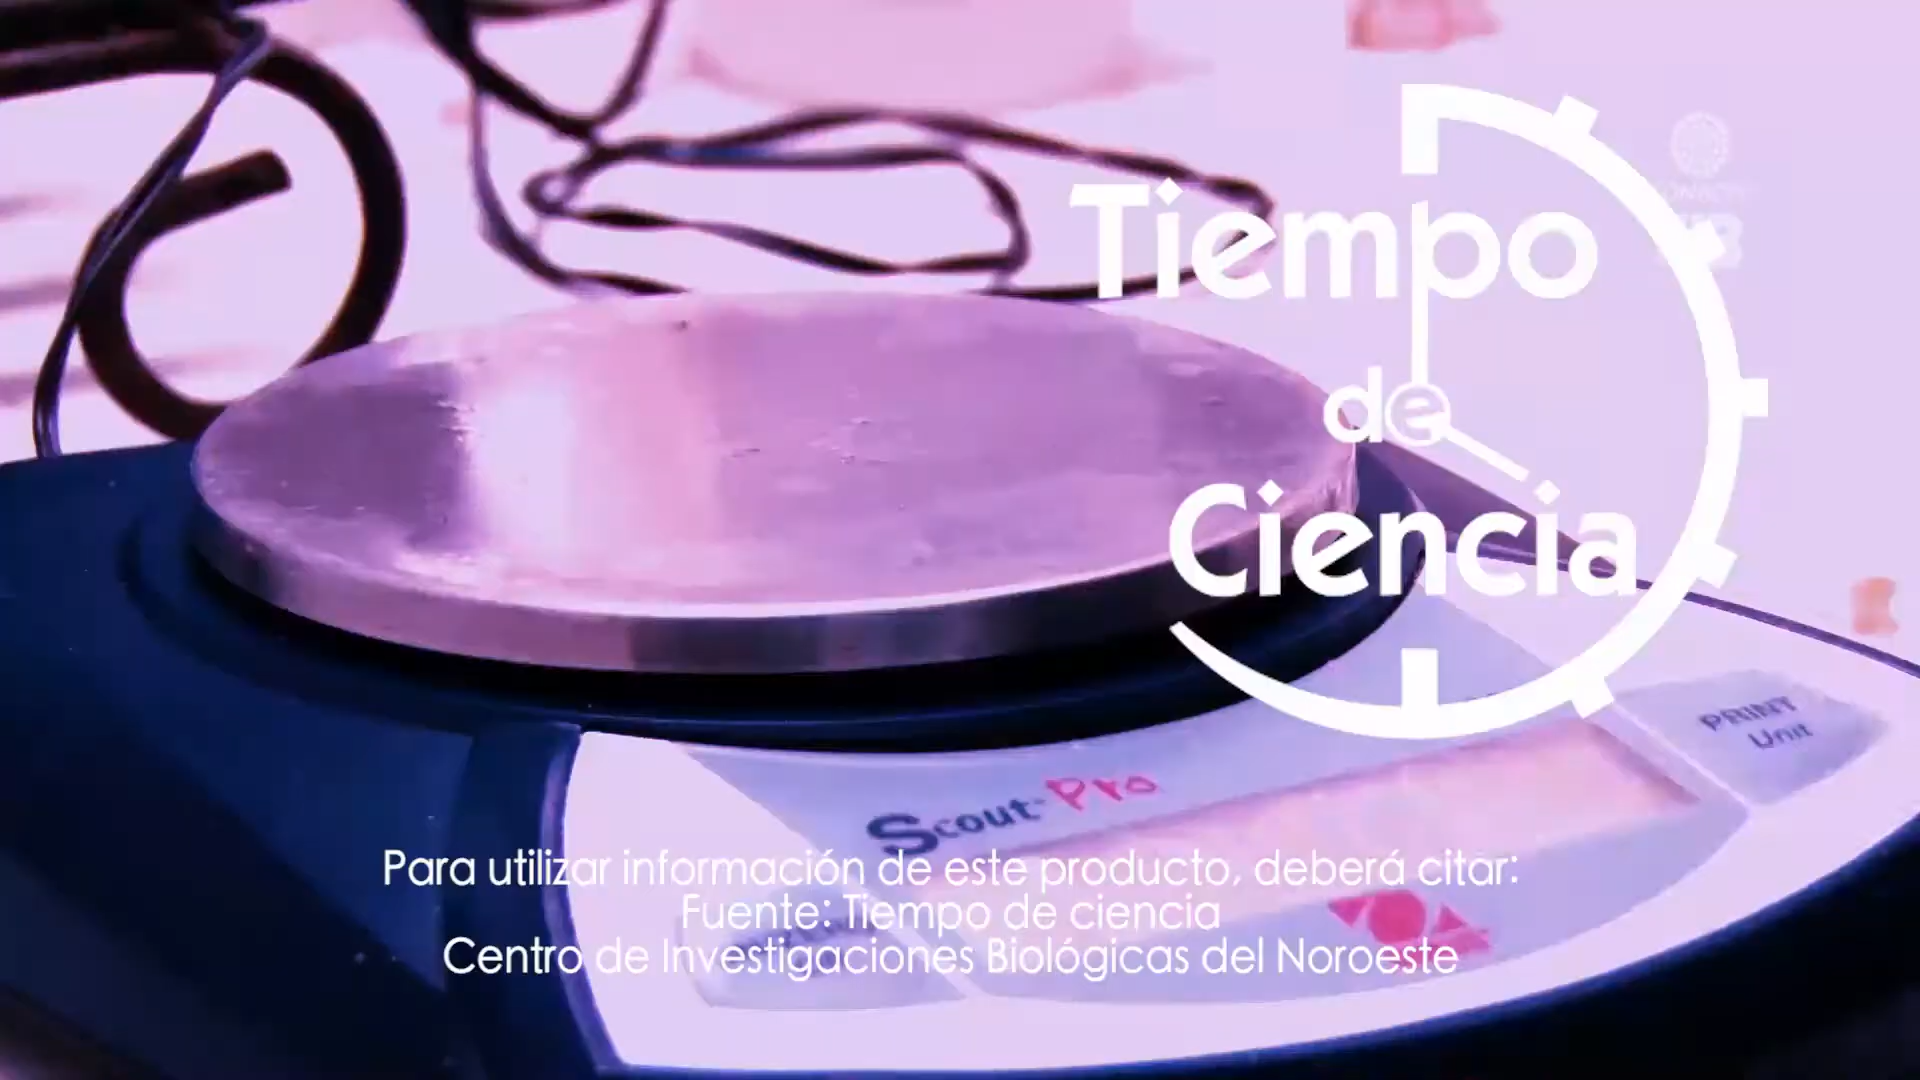 Tiempo
de
Ciencia
PRINT
Unit
Scout Pro
Para utilizar información de este producto, deberá citar:
Fuente: Tiempo de ciencia
Centro de Investigaciones Biológicas del Noroeste